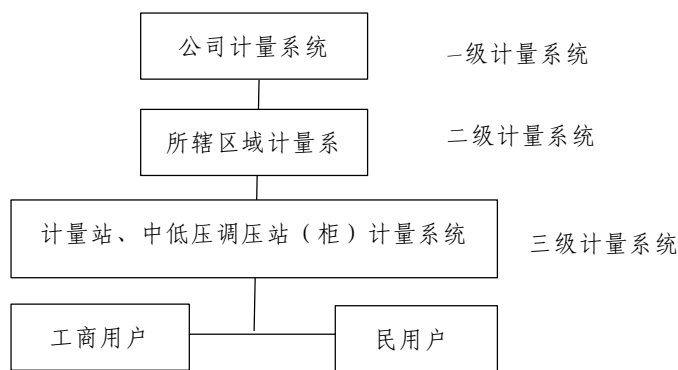 公司计量系统
一级计量系统
所辖区域计量系
二级计量系统
计量站、中低压调压站（柜）计量系统
三级计量系统
工商用户
民用户